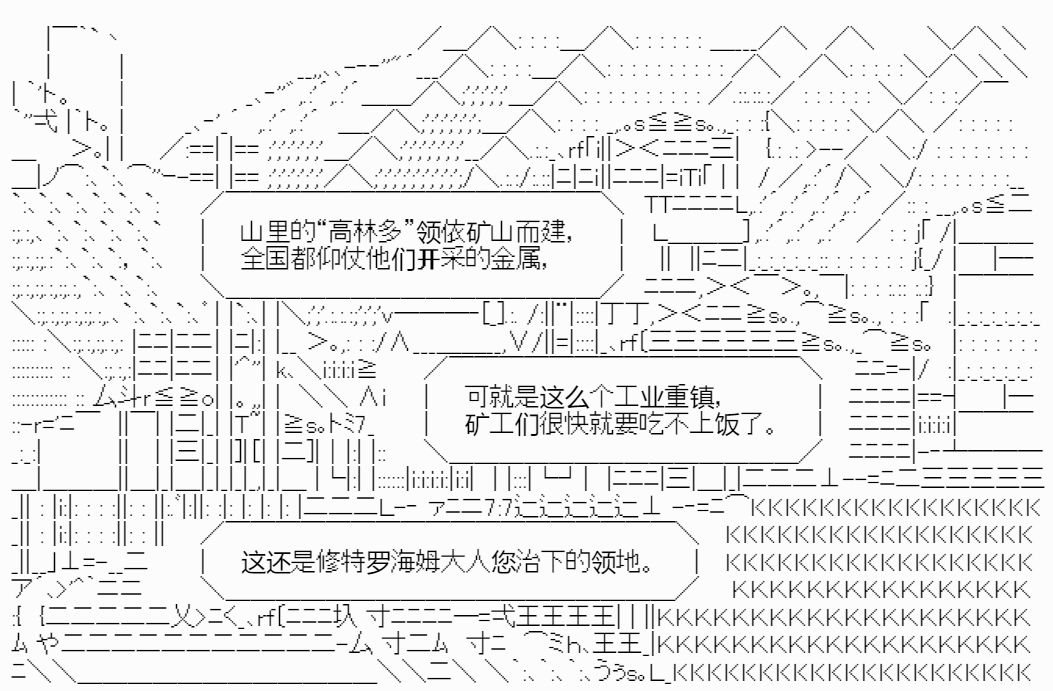 山里的“高林多”领依矿山而建，
全国都仰仗他们开采的金属，
可就是这么个工业重镇，
矿工们很快就要吃不上饭了。
这还是修特罗海姆大人您治下的领地。